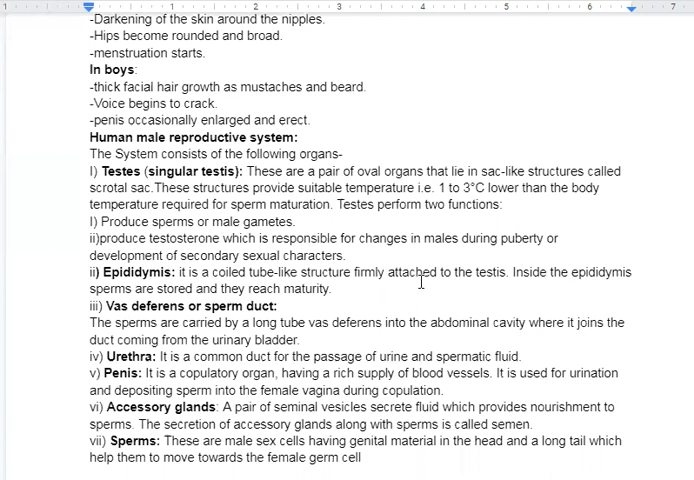 1 1 2 3 4 5 6 7
-Darkening of the skin around the nipples.
-Hips become rounded and broad.
-menstruation starts.
In boys:
-thick facial hair growth as mustaches and beard.
-Voice begins to crack.
-penis occasionally enlarged and erect.
Human male reproductive system:
The System consists of the following organs-
I) Testes (singular testis): These are a pair of oval organs that lie in sac-like structures called
scrotal sac.These structures provide suitable temperature i.e. 1 to 3°C lower than the body
temperature required for sperm maturation. Testes perform two functions:
I) Produce sperms or male gametes.
ii)produce testosterone which is responsible for changes in males during puberty or
development of secondary sexual characters.
ii) Epididymis: it is a coiled tube-like structure firmly attached to the testis. Inside the epididymis
sperms are stored and they reach maturity.
iii) Vas deferens or sperm duct:
The sperms are carried by a long tube vas deferens into the abdominal cavity where it joins the
duct coming from the urinary bladder.
iv) Urethra: It is a common duct for the passage of urine and spermatic fluid.
v) Penis: It is a copulatory organ, having a rich supply of blood vessels. It is used for urination
and depositing sperm into the female vagina during copulation.
vi) Accessory glands: A pair of seminal vesicles secrete fluid which provides nourishment to
sperms. The secretion of accessory glands along with sperms is called semen.
vii) Sperms: These are male sex cells having genital material in the head and a long tail which
help them to move towards the female germ cell